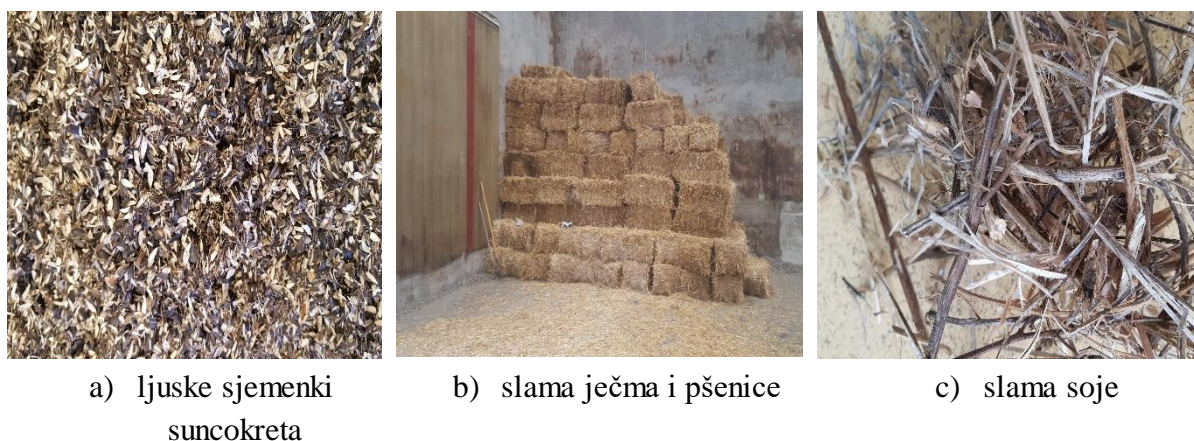 a) ljuske sjemenki
suncokreta
b) slama ječma i pšenice
c) slama soje